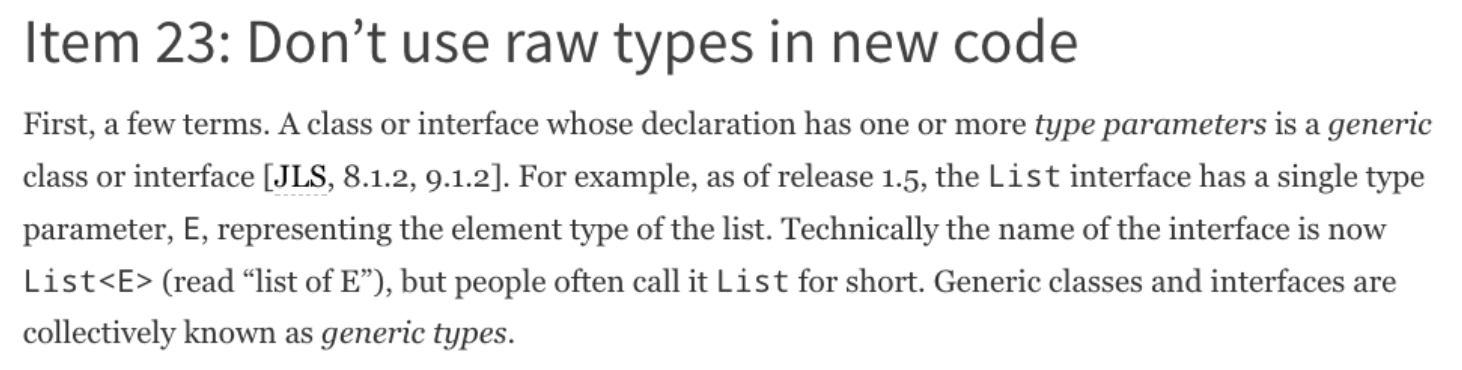 Item 23: Don’t use raw types in new code
First, a few terms. A class or interface whose declaration has one or more type parameters is a generic
class or interface [JLS, 8.1.2, 9.1.2]. For example, as of release 1.5, the List interface has a single type
parameter, E, representing the element type of the list. Technically the name of the interface is now
List<E> (read “list of E”), but people often call it List for short. Generic classes and interfaces are
collectively known as generic types.